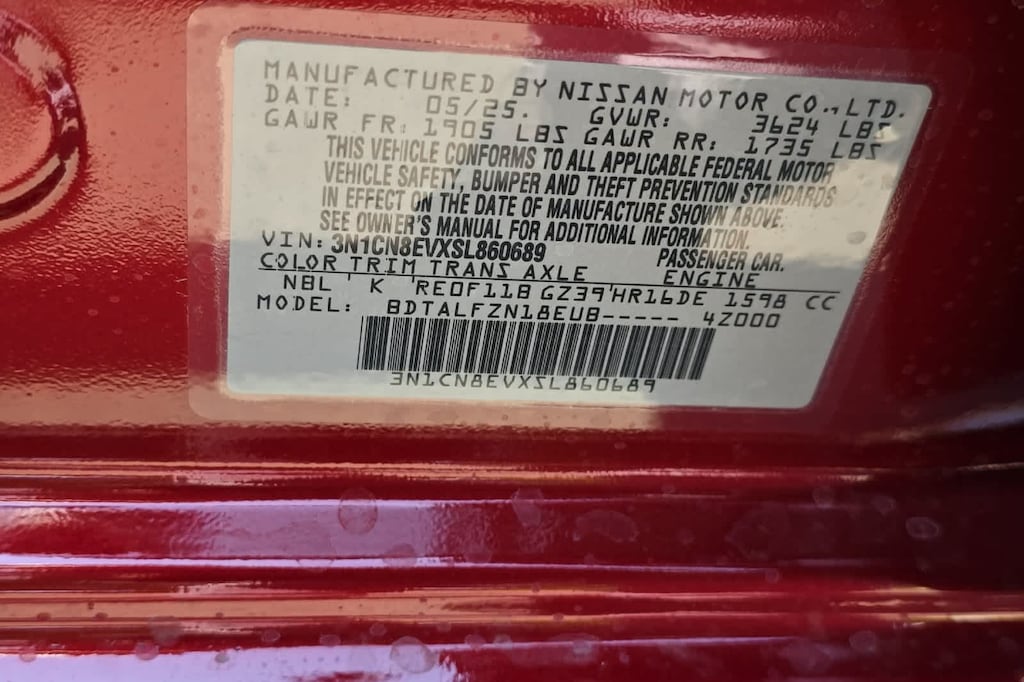 MANUFACTURED BY NISSAN MOTOR CO., LTD.
DATE: 05/25. GVWR: 3624 LBS
GAWR FR: 1905 LBS GAWR RR: 1735 LBS
THIS VEHICLE CONFORMS TO ALL APPLICABLE FEDERAL MOTOR
VEHICLE SAFETY, BUMPER AND THEFT PREVENTION STANDARDS
IN EFFECT ON THE DATE OF MANUFACTURE SHOWN ABOVE.
SEE OWNER'S MANUAL FOR ADDITIONAL INFORMATION.
VIN: 3N1CN8EVXSL860689 PASSENGER CAR.
COLOR TRIM TRANS AXLE ENGINE
NBL K RE0F11B GZ39 HR16DE 1598 CC
MODEL: BDTALFZN18EUB----- 4Z000
3N1CN8EVXSL860689